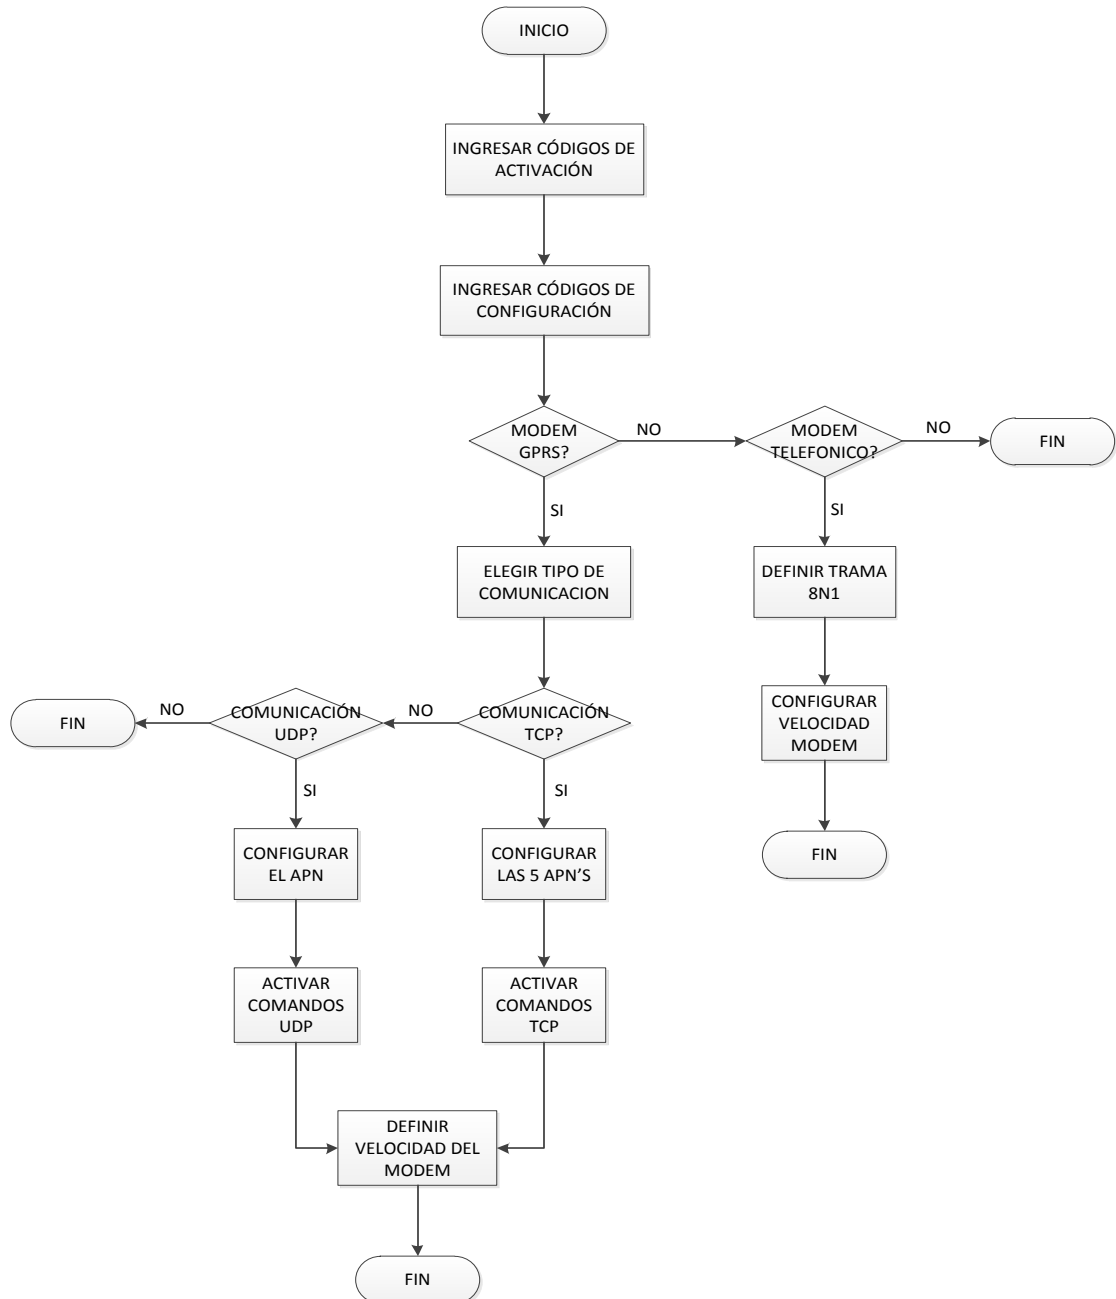 INICIO
INGRESAR CÓDIGOS DE
ACTIVACIÓN
INGRESAR CÓDIGOS DE
CONFIGURACIÓN
MODEM
GPRS?
NO
MODEM
TELEFONICO?
NO
FIN
SI
SI
ELEGIR TIPO DE
COMUNICACION
DEFINIR TRAMA
8N1
FIN
NO
COMUNICACIÓN
UDP?
NO
COMUNICACIÓN
TCP?
CONFIGURAR
VELOCIDAD
MODEM
SI
SI
CONFIGURAR
EL APN
CONFIGURAR
LAS 5 APN'S
FIN
ACTIVAR
COMANDOS
UDP
ACTIVAR
COMANDOS
TCP
DEFINIR
VELOCIDAD DEL
MODEM
FIN